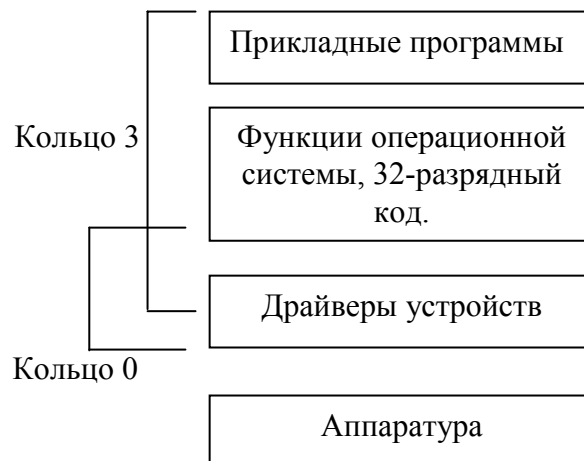 Прикладные программы
Кольцо 3
Функции операционной
системы, 32-разрядный
код.
Драйверы устройств
Кольцо 0
Аппаратура